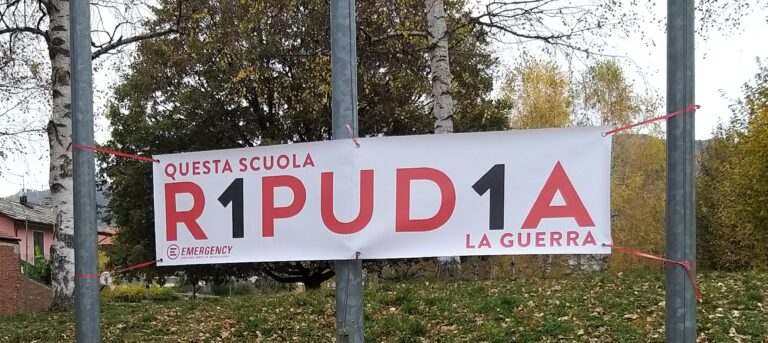 QUESTA SCUOLA
R1PUD1A
LA GUERRA
EMERGENCY